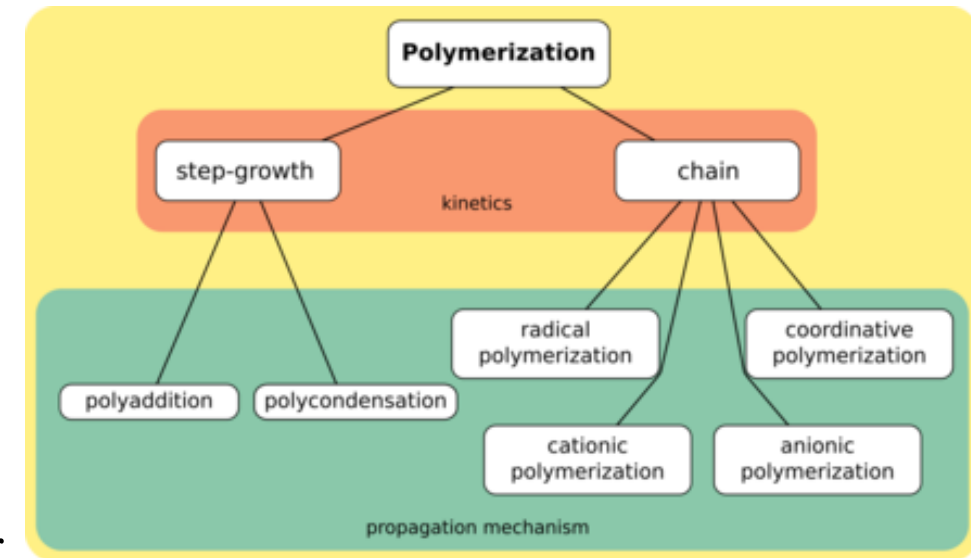 Polymerization
step-growth
chain
kinetics
radical
polymerization
coordinative
polymerization
polyaddition
polycondensation
cationic
polymerization
anionic
polymerization
propagation mechanism
.